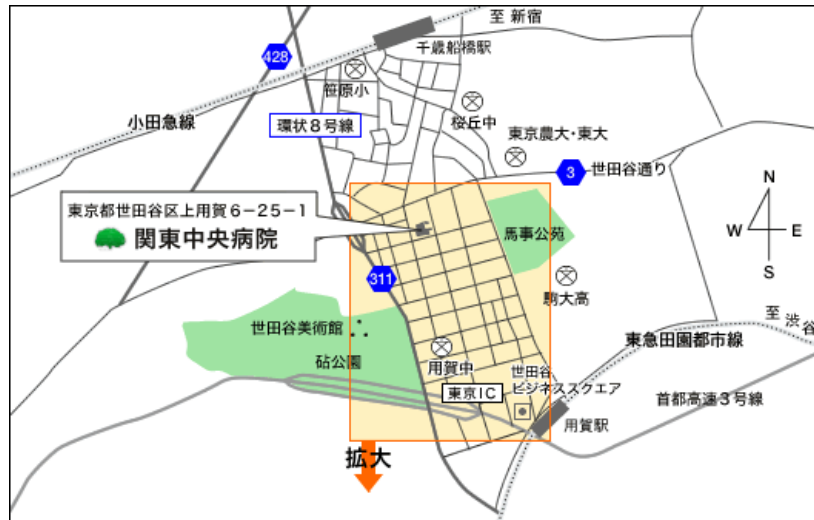 至 新宿
千歳船橋駅
428
笹原小
小田急線
環状8号線
桜丘中
東京農大・東大
3
世田谷通り
東京都世田谷区上用賀6－25－1
関東中央病院
馬事公苑
N
W
E
S
311
駒大高
至 渋谷
世田谷美術館
砧公園
用賀中
世田谷
ビジネススクエア
東急田園都市線
東京IC
首都高速3号線
用賀駅
拡大